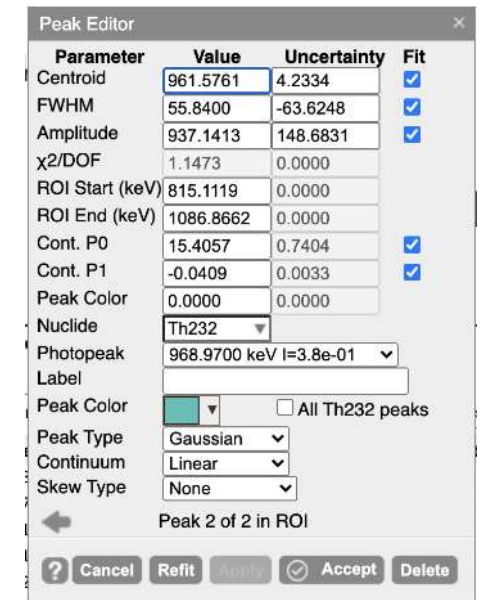 Peak Editor ×
Parameter Value Uncertainty Fit
Centroid 961.5761 4.2334
FWHM 55.8400 -63.6248
Amplitude 937.1413 148.6831
χ2/DOF 1.1473 0.0000
ROI Start (keV) 815.1119 0.0000
ROI End (keV) 1086.8662 0.0000
Cont. P0 15.4057 0.7404
Cont. P1 -0.0409 0.0033
Peak Color 0.0000 0.0000
Nuclide Th232
Photopeak 968.9700 keV I=3.8e-01
Label
Peak Color All Th232 peaks
Peak Type Gaussian
Continuum Linear
Skew Type None
Peak 2 of 2 in ROI
? Cancel Refit Apply Accept Delete